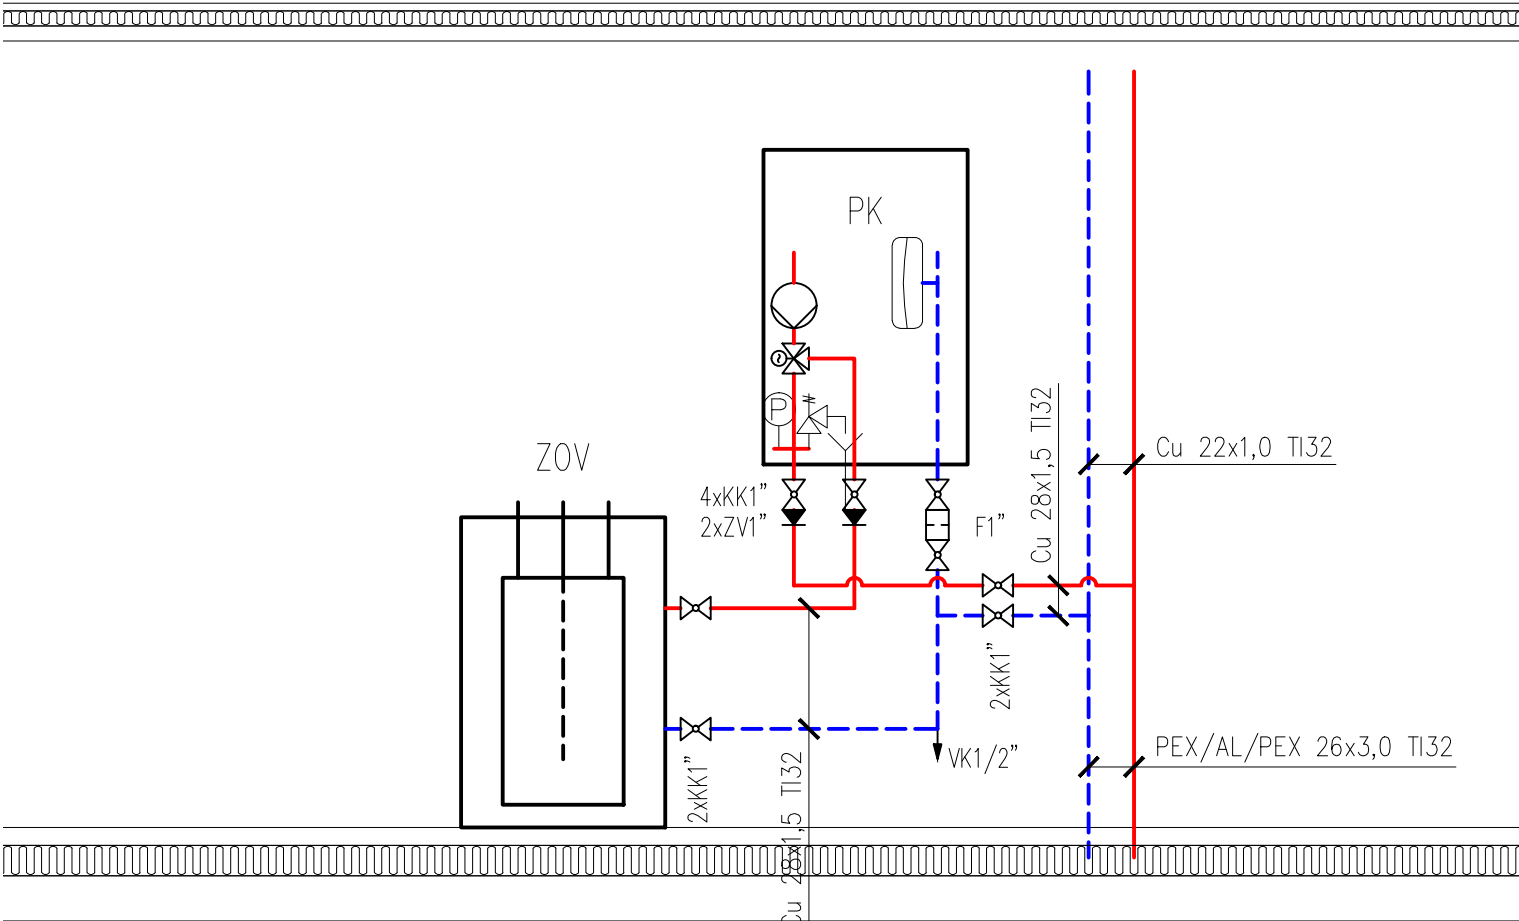 PK
P
ZOV
4xKK1"
2xZV1"
F1"
Cu 28x1,5 TI32
Cu 22x1,0 TI32
2xKK1"
VK1/2"
PEX/AL/PEX 26x3,0 TI32
2xKK1"
Cu 28x1,5 TI32